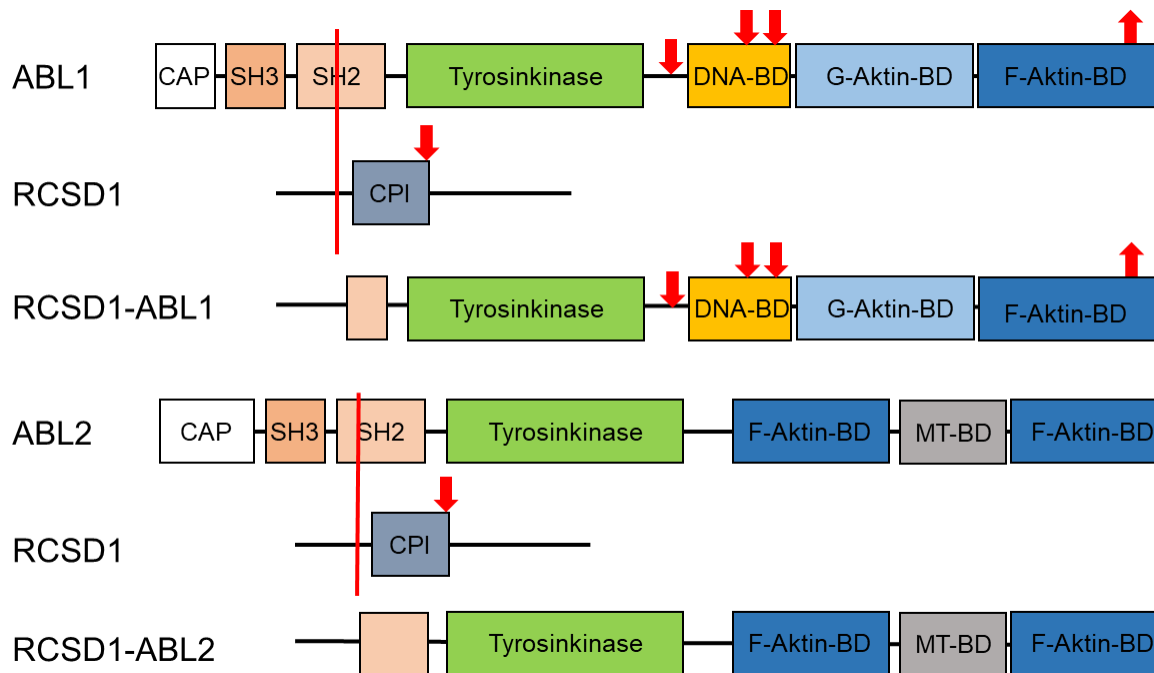 ABL1 CAP SH3 SH2 Tyrosinkinase DNA-BD G-Aktin-BD F-Aktin-BD
RCSD1 CPI
RCSD1-ABL1 Tyrosinkinase DNA-BD G-Aktin-BD F-Aktin-BD
ABL2 CAP SH3 SH2 Tyrosinkinase F-Aktin-BD MT-BD F-Aktin-BD
RCSD1 CPI
RCSD1-ABL2 Tyrosinkinase F-Aktin-BD MT-BD F-Aktin-BD